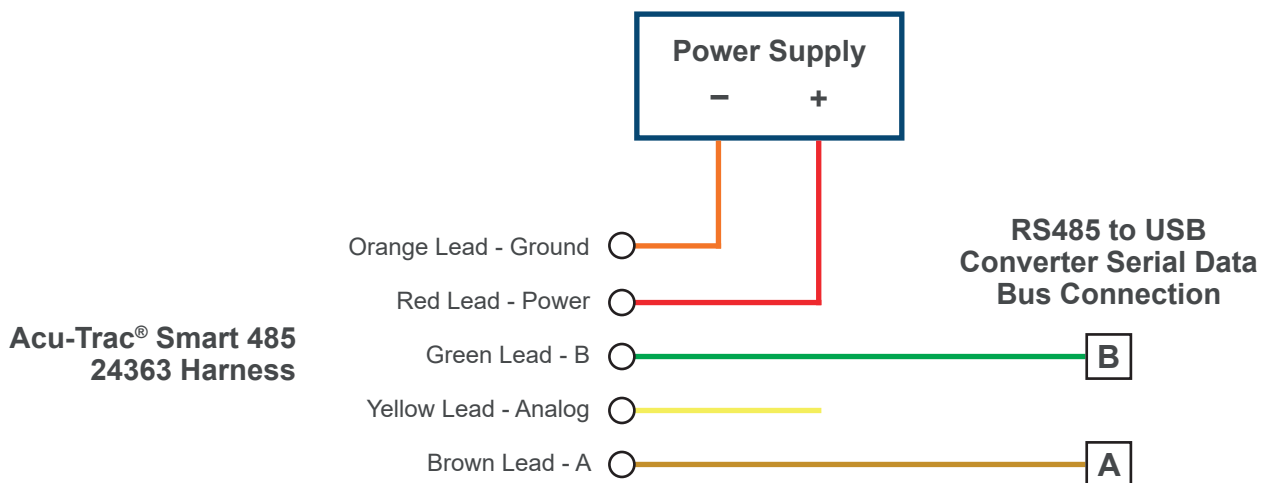 Power Supply
− +
Orange Lead - Ground
Red Lead - Power
Green Lead - B
Yellow Lead - Analog
Brown Lead - A
Acu-Trac® Smart 485
24363 Harness
RS485 to USB
Converter Serial Data
Bus Connection
B
A